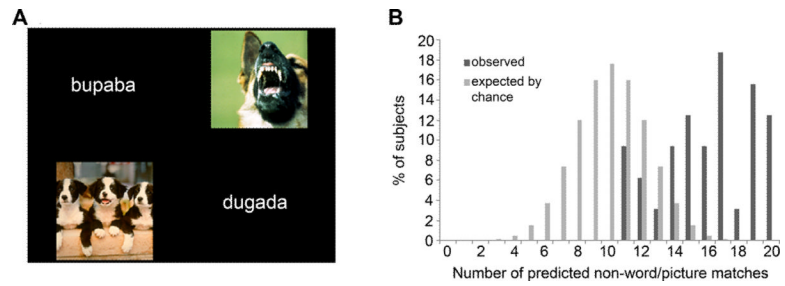 A
bupaba
dugada
B
% of subjects
20
18
16
14
12
10
8
6
4
2
0
observed
expected by
chance
0 2 4 6 8 10 12 14 16 18 20
Number of predicted non-word/picture matches